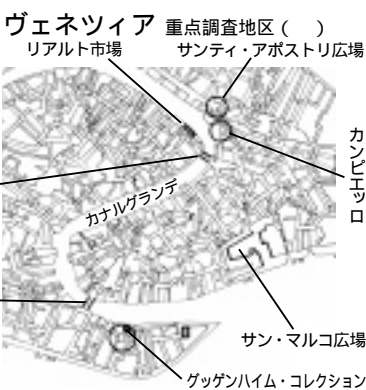 ヴェネツィア 重点調査地区（　）
リアルト市場
サンティ・アポストリ広場
カンピエッロ
カナルグランデ
サン・マルコ広場
グッゲンハイム・コレクション